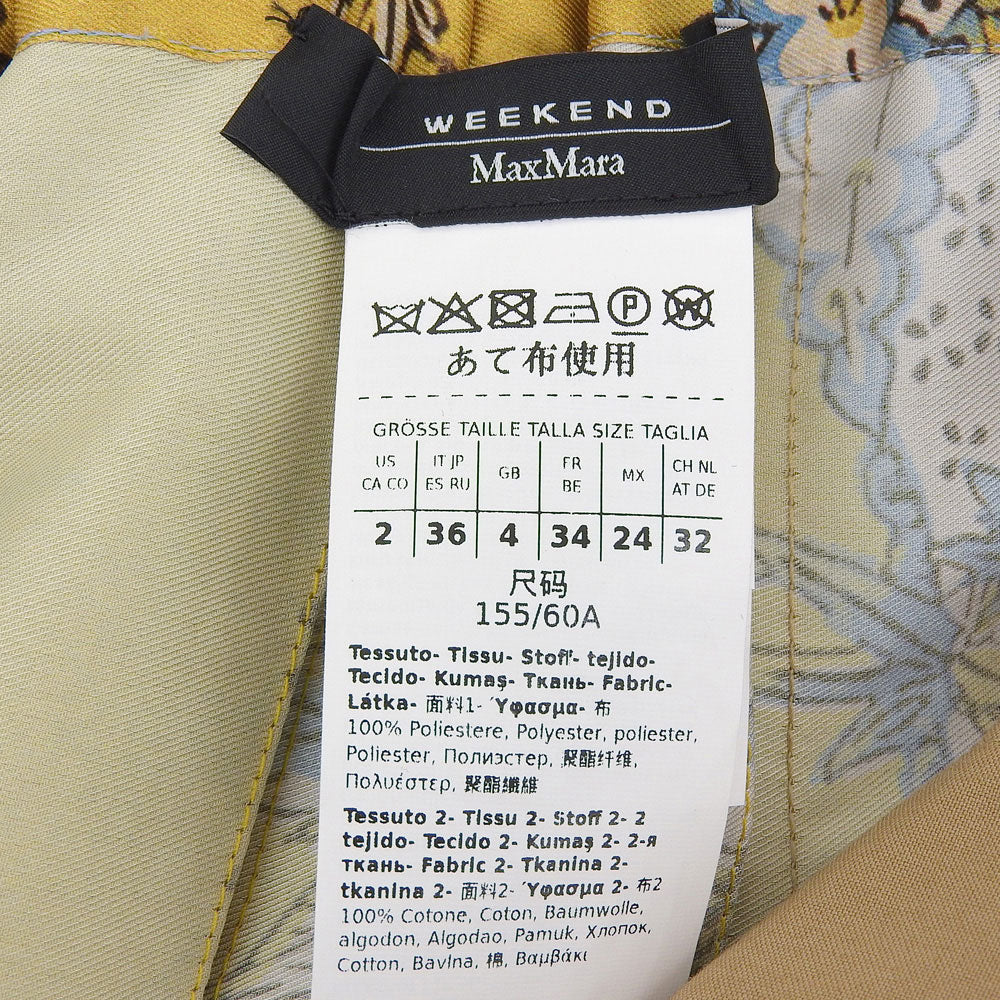 WEEKEND
MaxMara
P W
あて布使用
GRÖSSE TAILLE TALLA SIZE TAGLIA
US IT JP GB FR MX CH NL
CA CO ES RU BE AT DE
2 36 4 34 24 32
尺码
155/60A
Tessuto- Tissu- Stoff- tejido-
Tecido- Kumaş- Ткань- Fabric-
Látka- 面料1- Ύφασμα- 布
100% Poliestere, Polyester, poliester,
Poliester, Полиэстер, 聚酯纤维,
Πολυέστερ, 聚酯纖維
Tessuto 2- Tissu 2- Stoff 2- 2
tejido- Tecido 2- Kumaş 2- 2-я
ткань- Fabric 2- Tkanina 2-
tkanina 2- 面料2- Ύφασμα 2- 布2
100% Cotone, Coton, Baumwolle,
algodon, Algodao, Pamuk, Хлопок,
Cotton, Bavlna, 棉, Βαμβάκι